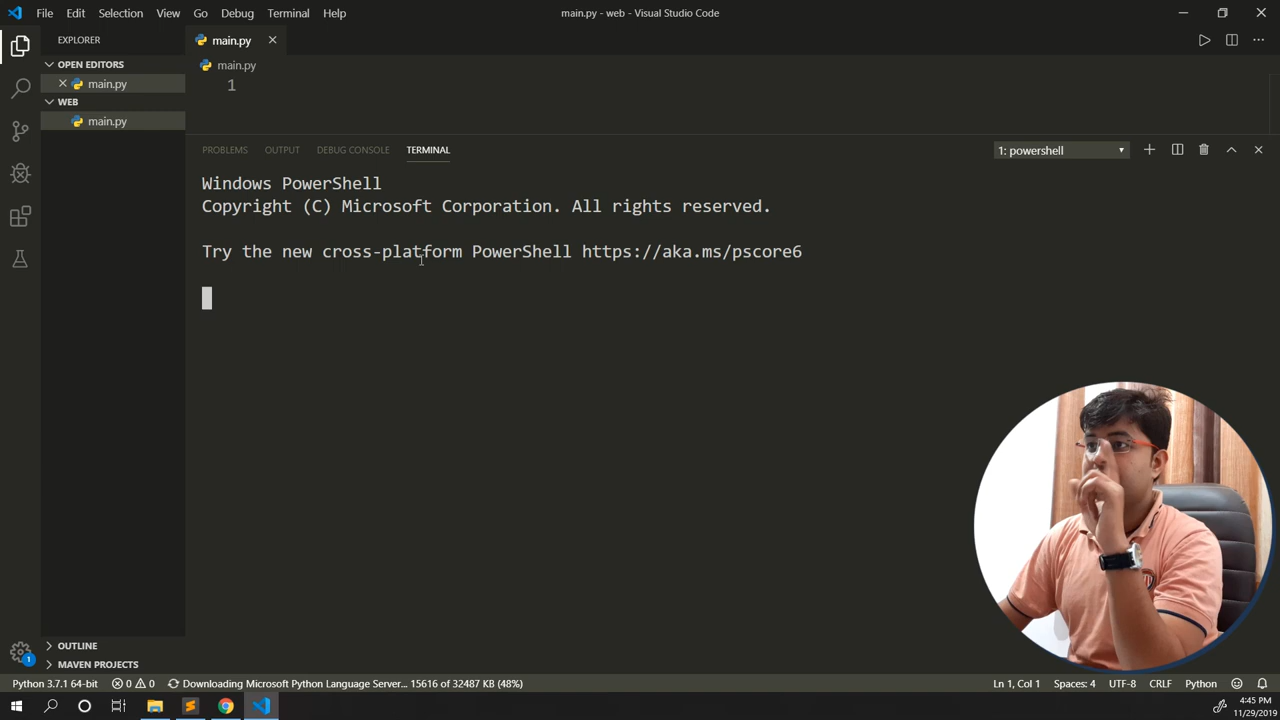 File Edit Selection View Go Debug Terminal Help
main.py - web - Visual Studio Code
EXPLORER
main.py
OPEN EDITORS
main.py
main.py
1
WEB
main.py
PROBLEMS OUTPUT DEBUG CONSOLE TERMINAL
1: powershell
Windows PowerShell
Copyright (C) Microsoft Corporation. All rights reserved.
Try the new cross-platform PowerShell https://aka.ms/pscore6
OUTLINE
MAVEN PROJECTS
1
Python 3.7.1 64-bit 0 0 Downloading Microsoft Python Language Server... 15616 of 32487 KB (48%)
Ln 1, Col 1 Spaces: 4 UTF-8 CRLF Python
4:45 PM
11/29/2019